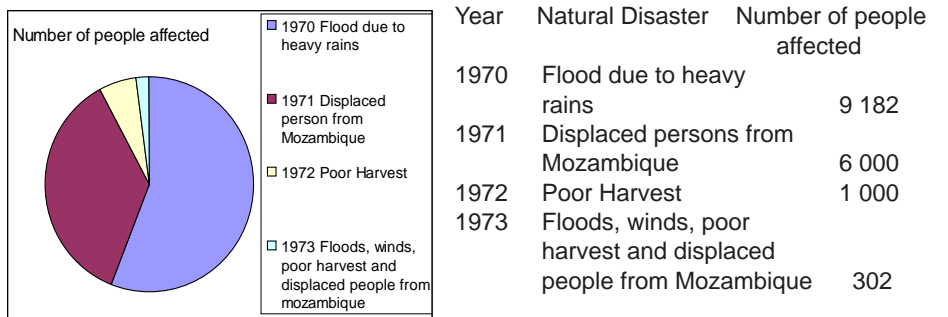 Number of people affected
1970 Flood due to
heavy rains
1971 Displaced
person from
Mozambique
1972 Poor Harvest
1973 Floods, winds,
poor harvest and
displaced people from
mozambique
Year Natural Disaster Number of people
affected
1970 Flood due to heavy
rains 9 182
1971 Displaced persons from
Mozambique 6 000
1972 Poor Harvest 1 000
1973 Floods, winds, poor
harvest and displaced
people from Mozambique 302